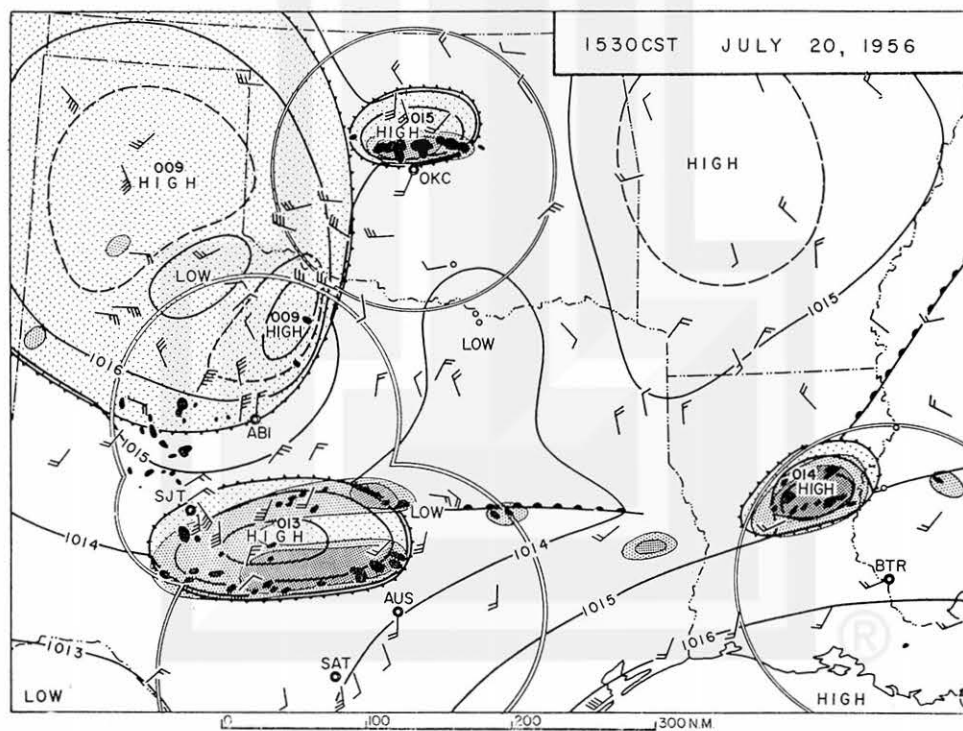 1530CST JULY 20, 1956
015
HIGH
OKC
009
HIGH
HIGH
LOW
009
HIGH
LOW
1015
1016
ABI
1015
SJT
014
HIGH
013
HIGH
LOW
1014
1014
BTR
AUS
1015
1013
SAT
1016
LOW
HIGH
®
0 100 200 300 N.M.